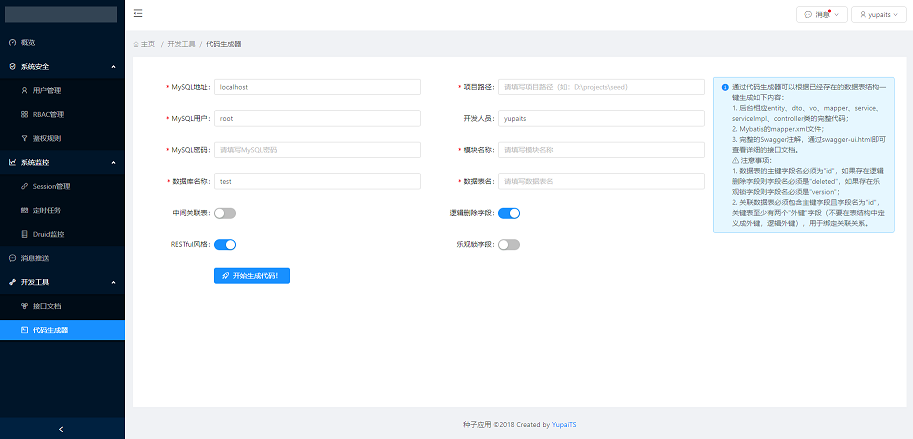 消息
yupaits
概览
系统安全
用户管理
RBAC管理
鉴权规则
系统监控
Session管理
定时任务
Druid监控
消息推送
开发工具
接口文档
代码生成器
主页 / 开发工具 / 代码生成器
* MySQL地址: localhost
* 项目路径: 请填写项目路径（如：D:\projects\seed）
* MySQL用户: root
开发人员: yupaits
* MySQL密码: 请填写MySQL密码
* 模块名称: 请填写模块名称
* 数据库名称: test
* 数据表名: 请填写数据表名
中间关联表:
逻辑删除字段:
RESTful风格:
乐观锁字段:
开始生成代码!
通过代码生成器可以根据已经存在的数据表结构一
键生成如下内容：
1. 后台相应entity、dto、vo、mapper、service、
serviceImpl、controller类的完整代码；
2. Mybatis的mapper.xml文件；
3. 完整的Swagger注解，通过swagger-ui.html即可
查看详细的接口文档。
注意事项：
1. 数据表的主键字段名必须为"id"，如果存在逻辑
删除字段则字段名必须是"deleted"，如果存在乐
观锁字段则字段名必须是"version"；
2. 关联数据表必须包含主键字段且字段名为"id"，
关键表至少有两个"外键"字段（不要在表结构中定
义成外键，逻辑外键），用于绑定关联关系。
种子应用 ©2018 Created by YupaiTS